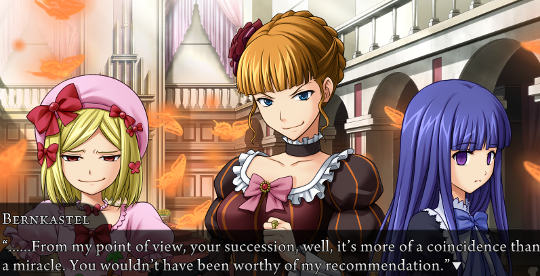 Bernkastel
“......From my point of view, your succession, well, it’s more of a coincidence than
a miracle. You wouldn’t have been worthy of my recommendation.”